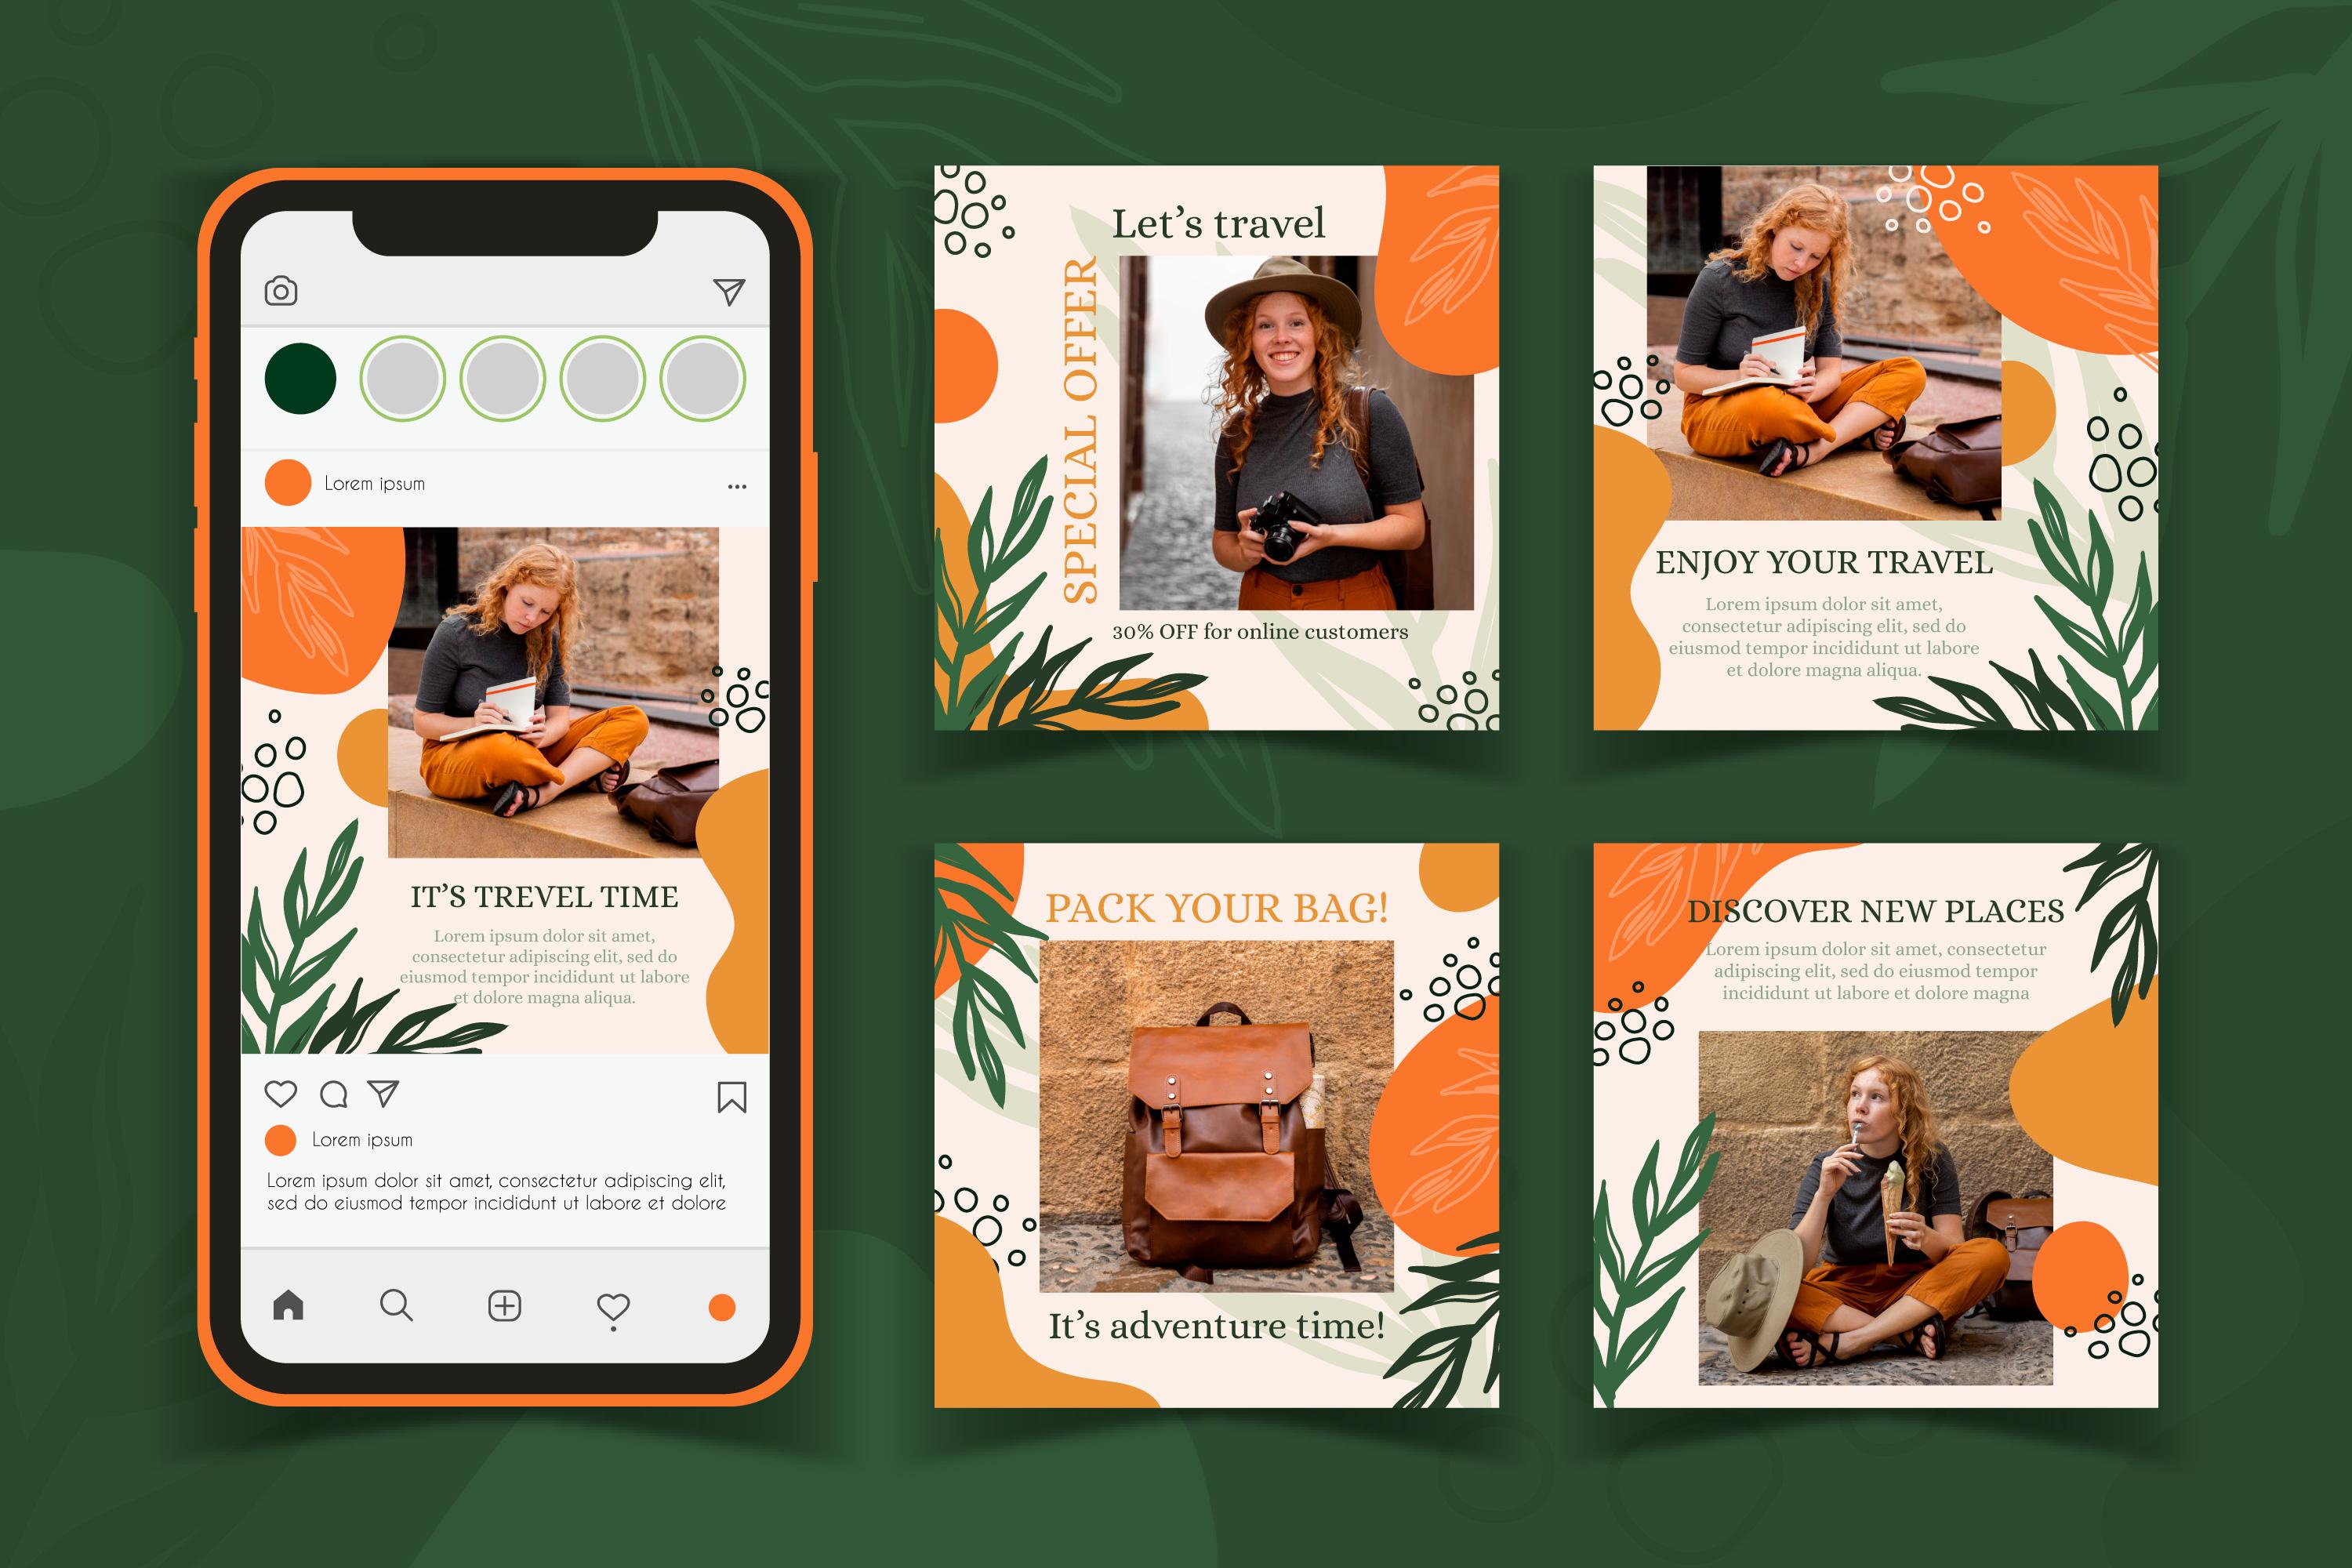 Lorem ipsum
IT’S TREVEL TIME
Lorem ipsum dolor sit amet,
consectetur adipiscing elit, sed do
eiusmod tempor incididunt ut labore
et dolore magna aliqua.
Lorem ipsum
Lorem ipsum dolor sit amet, consectetur adipiscing elit,
sed do eiusmod tempor incididunt ut labore et dolore
Let’s travel
SPECIAL OFFER
30% OFF for online customers
ENJOY YOUR TRAVEL
Lorem ipsum dolor sit amet,
consectetur adipiscing elit, sed do
eiusmod tempor incididunt ut labore
et dolore magna aliqua.
PACK YOUR BAG!
It’s adventure time!
DISCOVER NEW PLACES
Lorem ipsum dolor sit amet, consectetur
adipiscing elit, sed do eiusmod tempor
incididunt ut labore et dolore magna